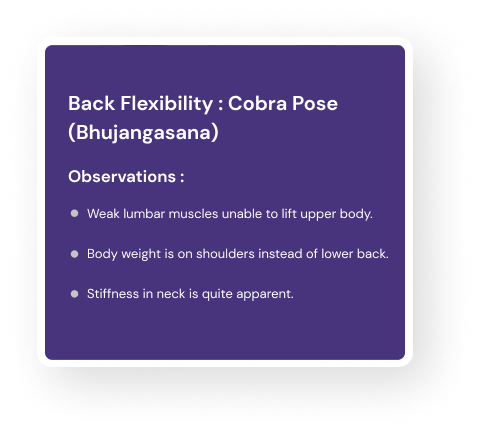 Back Flexibility : Cobra Pose
(Bhujangasana)
Observations :
Weak lumbar muscles unable to lift upper body.
Body weight is on shoulders instead of lower back.
Stiffness in neck is quite apparent.